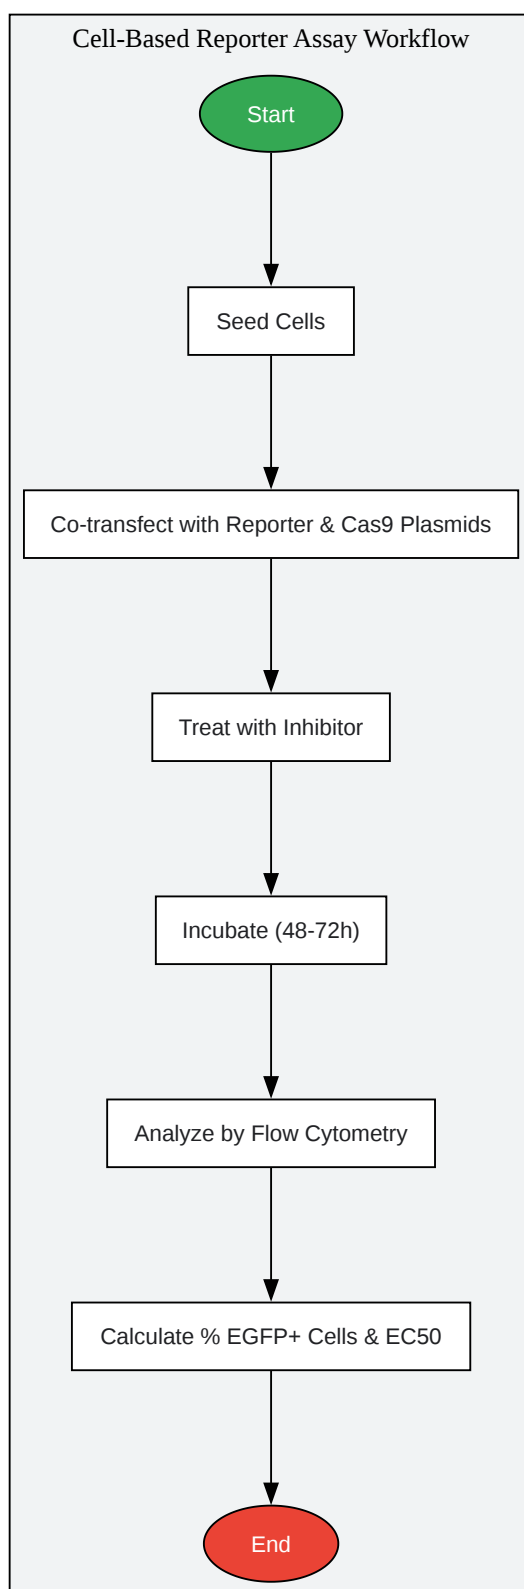 Cell-Based Reporter Assay Workflow
Start
Seed Cells
Co-transfect with Reporter & Cas9 Plasmids
Treat with Inhibitor
Incubate (48-72h)
Analyze by Flow Cytometry
Calculate % EGFP+ Cells & EC50
End